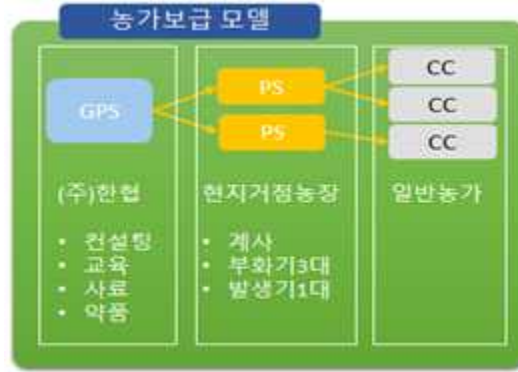 농가보급 모델
GPS
PS
PS
CC
CC
CC
(주)한협
• 컨설팅
• 교육
• 사료
• 약품
현지거점농장
• 계사
• 부화기3대
• 발생기1대
일반농가